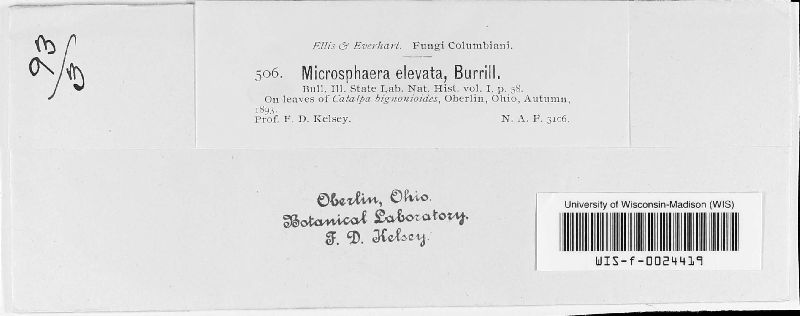 93/B
Ellis & Everhart. Fungi Columbiani.
506. Microsphaera elevata, Burrill.
Bull. Ill. State Lab. Nat. Hist. vol. I. p. 58.
On leaves of Catalpa bignonioides, Oberlin, Ohio, Autumn,
1893.
Prof. F. D. Kelsey. N. A. F. 3106.
Oberlin, Ohio.
Botanical Laboratory.
F. D. Kelsey.
University of Wisconsin-Madison (WIS)
WIS-f-0024419